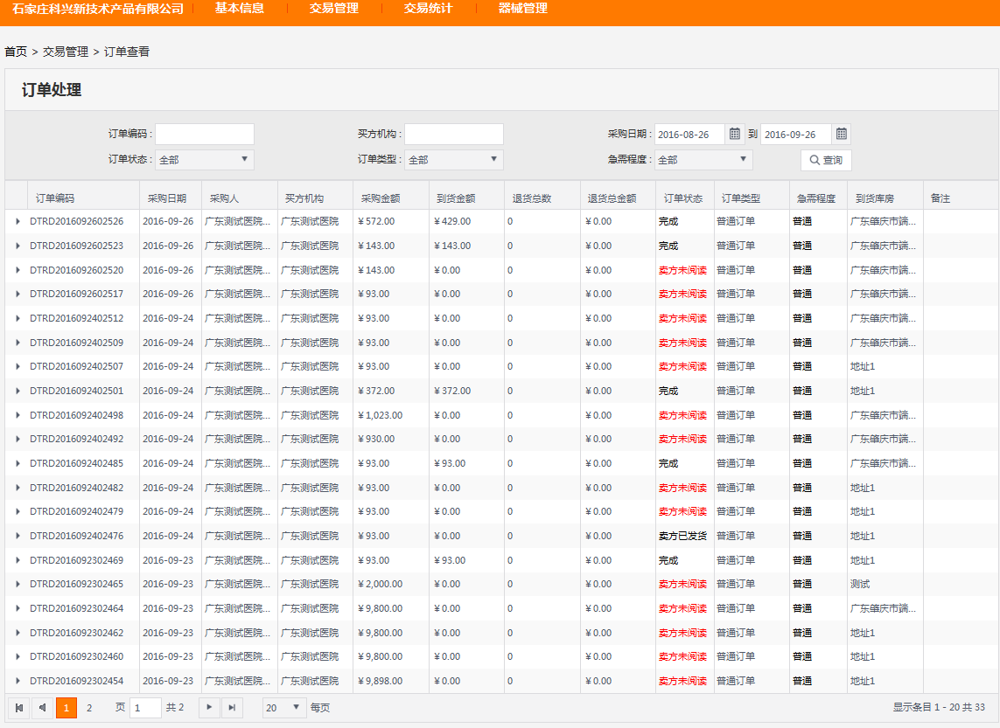 石家庄科兴新技术产品有限公司 基本信息 交易管理 交易统计 器械管理
首页 > 交易管理 > 订单查看
订单处理
订单编码: 买方机构: 采购日期: 2016-08-26 到 2016-09-26
订单状态: 全部 订单类型: 全部 急需程度: 全部 查询
订单编码 采购日期 采购人 买方机构 采购金额 到货金额 退货总数 退货总金额 订单状态 订单类型 急需程度 到货库房 备注
DTRD2016092602526 2016-09-26 广东测试医院... 广东测试医院 ¥572.00 ¥429.00 0 ¥0.00 完成 普通订单 普通 广东肇庆市端...
DTRD2016092602523 2016-09-26 广东测试医院... 广东测试医院 ¥143.00 ¥143.00 0 ¥0.00 完成 普通订单 普通 广东肇庆市端...
DTRD2016092602520 2016-09-26 广东测试医院... 广东测试医院 ¥143.00 ¥0.00 0 ¥0.00 卖方未阅读 普通订单 普通 广东肇庆市端...
DTRD2016092602517 2016-09-26 广东测试医院... 广东测试医院 ¥93.00 ¥0.00 0 ¥0.00 卖方未阅读 普通订单 普通 广东肇庆市端...
DTRD2016092402512 2016-09-24 广东测试医院... 广东测试医院 ¥93.00 ¥0.00 0 ¥0.00 卖方未阅读 普通订单 普通 广东肇庆市端...
DTRD2016092402509 2016-09-24 广东测试医院... 广东测试医院 ¥93.00 ¥0.00 0 ¥0.00 卖方未阅读 普通订单 普通 广东肇庆市端...
DTRD2016092402507 2016-09-24 广东测试医院... 广东测试医院 ¥93.00 ¥0.00 0 ¥0.00 卖方未阅读 普通订单 普通 地址1
DTRD2016092402501 2016-09-24 广东测试医院... 广东测试医院 ¥372.00 ¥372.00 0 ¥0.00 完成 普通订单 普通 地址1
DTRD2016092402498 2016-09-24 广东测试医院... 广东测试医院 ¥1,023.00 ¥0.00 0 ¥0.00 卖方未阅读 普通订单 普通 广东肇庆市端...
DTRD2016092402492 2016-09-24 广东测试医院... 广东测试医院 ¥930.00 ¥0.00 0 ¥0.00 卖方未阅读 普通订单 普通 广东肇庆市端...
DTRD2016092402485 2016-09-24 广东测试医院... 广东测试医院 ¥93.00 ¥93.00 0 ¥0.00 完成 普通订单 普通 广东肇庆市端...
DTRD2016092402482 2016-09-24 广东测试医院... 广东测试医院 ¥93.00 ¥0.00 0 ¥0.00 卖方未阅读 普通订单 普通 地址1
DTRD2016092402479 2016-09-24 广东测试医院... 广东测试医院 ¥93.00 ¥0.00 0 ¥0.00 卖方未阅读 普通订单 普通 地址1
DTRD2016092402476 2016-09-24 广东测试医院... 广东测试医院 ¥93.00 ¥0.00 0 ¥0.00 卖方已发货 普通订单 普通 地址1
DTRD2016092302469 2016-09-23 广东测试医院... 广东测试医院 ¥93.00 ¥93.00 0 ¥0.00 完成 普通订单 普通 地址1
DTRD2016092302465 2016-09-23 广东测试医院... 广东测试医院 ¥2,000.00 ¥0.00 0 ¥0.00 卖方未阅读 普通订单 普通 测试
DTRD2016092302464 2016-09-23 广东测试医院... 广东测试医院 ¥9,800.00 ¥0.00 0 ¥0.00 卖方未阅读 普通订单 普通 广东肇庆市端...
DTRD2016092302462 2016-09-23 广东测试医院... 广东测试医院 ¥9,800.00 ¥0.00 0 ¥0.00 卖方未阅读 普通订单 普通 地址1
DTRD2016092302460 2016-09-23 广东测试医院... 广东测试医院 ¥9,800.00 ¥0.00 0 ¥0.00 卖方未阅读 普通订单 普通 地址1
DTRD2016092302454 2016-09-23 广东测试医院... 广东测试医院 ¥9,898.00 ¥0.00 0 ¥0.00 卖方未阅读 普通订单 普通 地址1
1 2 页 1 共 2 20 每页 显示条目 1 - 20 共 33